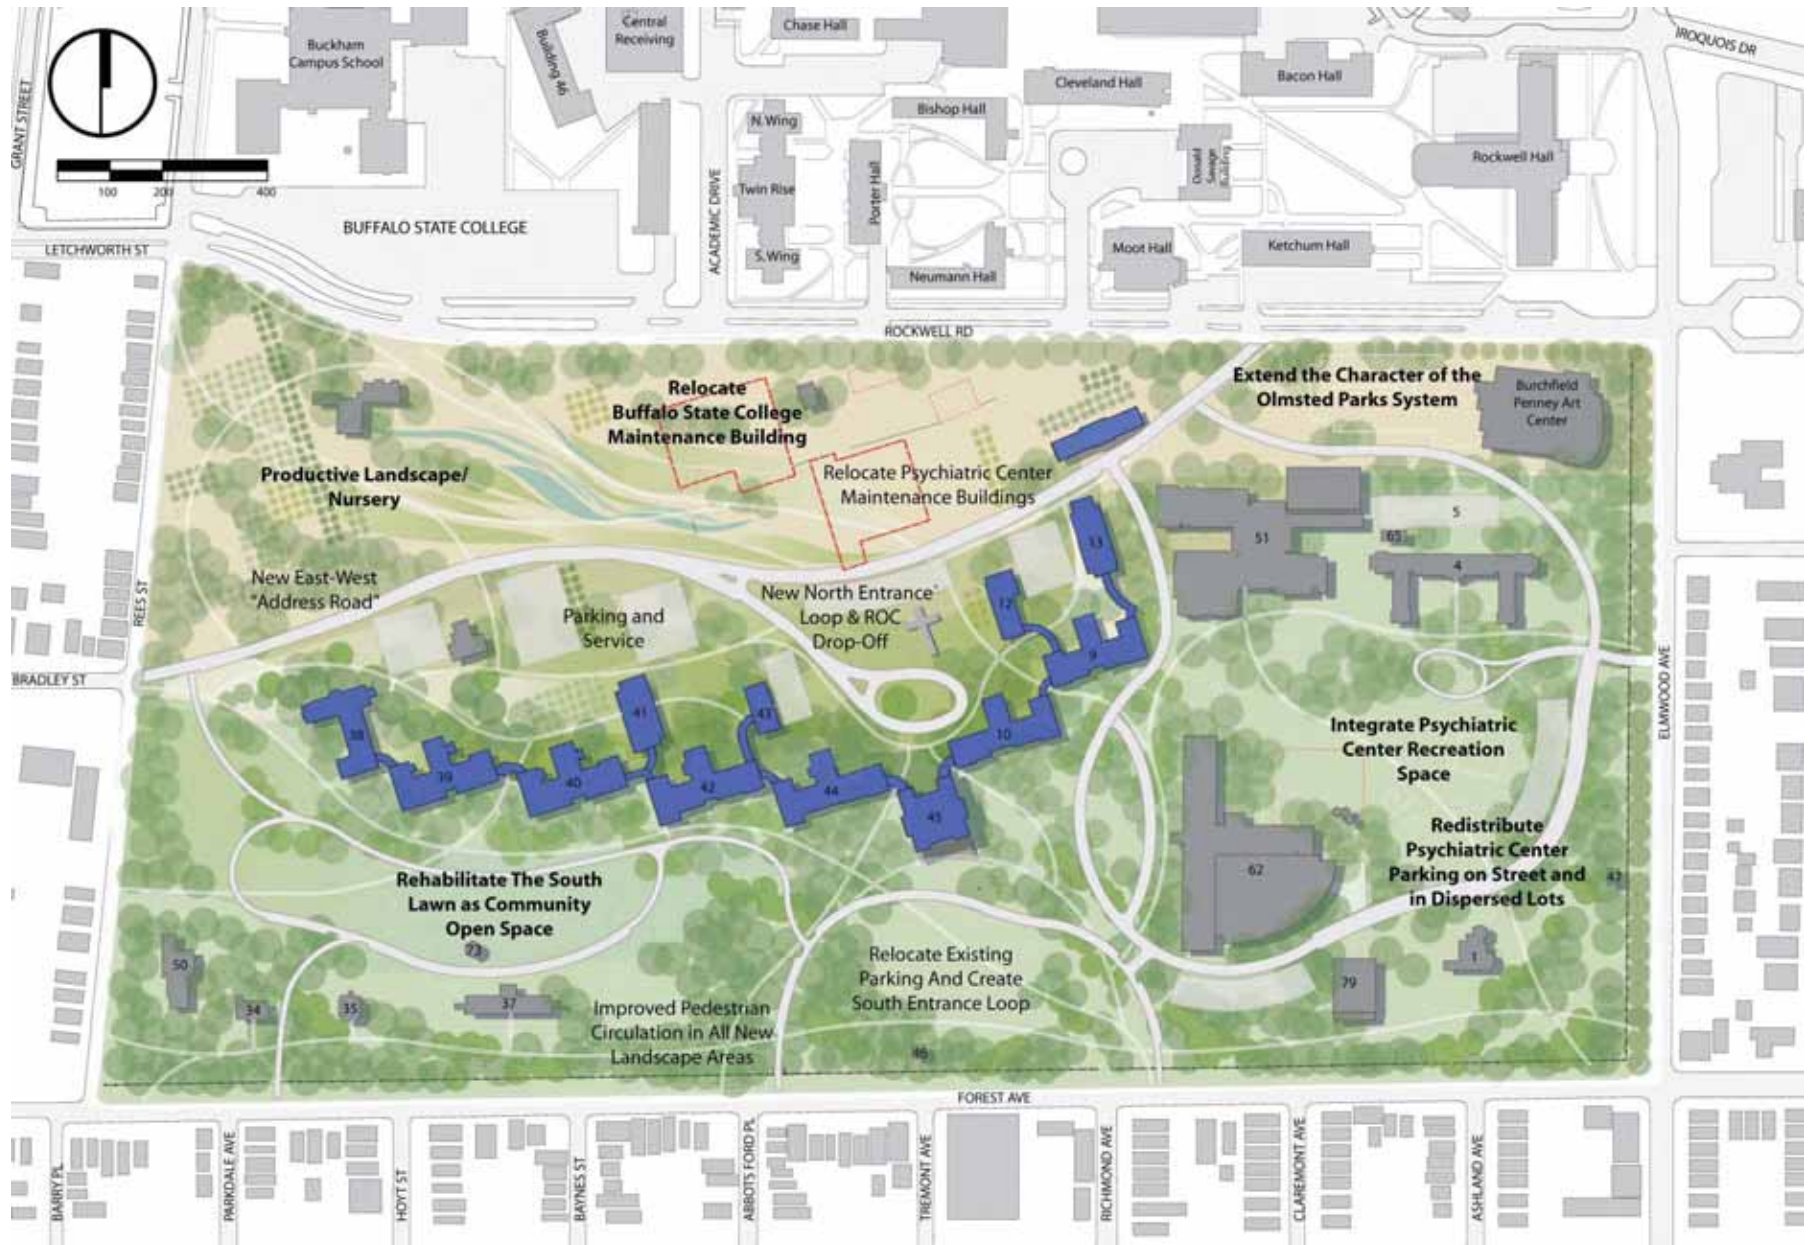 Buckham
Campus School
Building 46
Central
Receiving
Chase Hall
Cleveland Hall
Bacon Hall
IROQUOIS DR
GRANT STREET
100
200
400
N. Wing
Twin Rise
S. Wing
Bishop Hall
Porter Hall
Neumann Hall
Donald
Savage
Building
Rockwell Hall
Moot Hall
Ketchum Hall
LETCHWORTH ST
BUFFALO STATE COLLEGE
ACADEMIC DRIVE
ROCKWELL RD
Relocate
Buffalo State College
Maintenance Building
Extend the Character of the
Olmsted Parks System
Burchfield
Penney Art
Center
Productive Landscape/
Nursery
Relocate Psychiatric Center
Maintenance Buildings
5
65
51
4
13
12
9
New East-West
"Address Road"
Parking and
Service
New North Entrance
Loop & ROC
Drop-Off
REES ST
BRADLEY ST
ELMWOOD AVE
38
39
40
41
42
43
44
45
10
Integrate Psychiatric
Center Recreation
Space
Redistribute
Psychiatric Center
Parking on Street and
in Dispersed Lots
62
Rehabilitate The South
Lawn as Community
Open Space
73
50
34
35
37
Improved Pedestrian
Circulation in All New
Landscape Areas
Relocate Existing
Parking And Create
South Entrance Loop
46
79
1
FOREST AVE
BARRY PL
PARKDALE AVE
HOYT ST
BAYNES ST
ABBOTS FORD PL
TREMONT AVE
RICHMOND AVE
CLAREMONT AVE
ASHLAND AVE